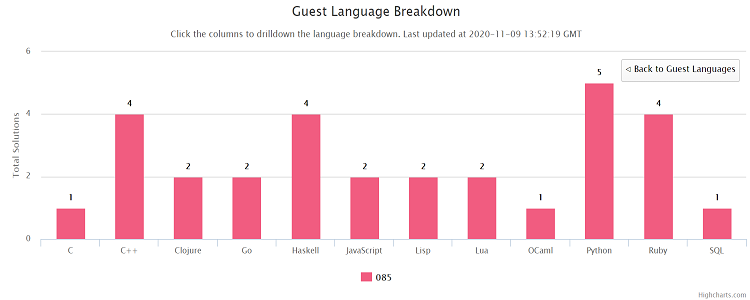 Guest Language Breakdown
Click the columns to drilldown the language breakdown. Last updated at 2020-11-09 13:52:19 GMT
◁ Back to Guest Languages
Total Solutions
6
4
2
0
1
4
2
2
4
2
2
2
1
5
4
1
C
C++
Clojure
Go
Haskell
JavaScript
Lisp
Lua
OCaml
Python
Ruby
SQL
085
Highcharts.com